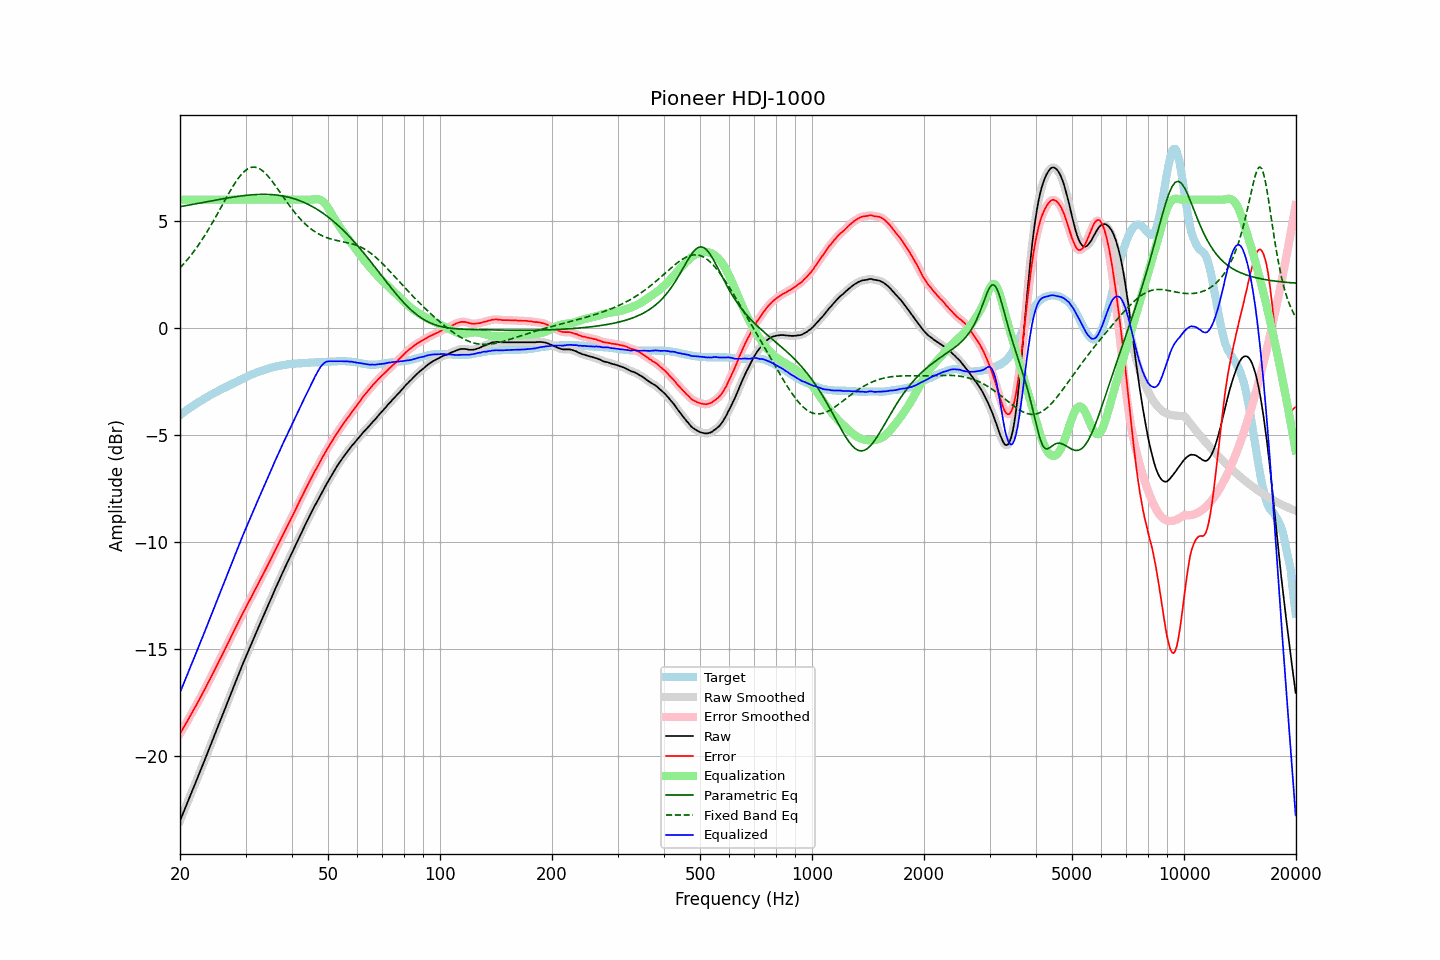 Pioneer HDJ-1000
Amplitude (dBr)
5
0
−5
−10
−15
−20
Target
Raw Smoothed
Error Smoothed
Raw
Error
Equalization
Parametric Eq
Fixed Band Eq
Equalized
20 50 100 200 500 1000 2000 5000 10000 20000
Frequency (Hz)